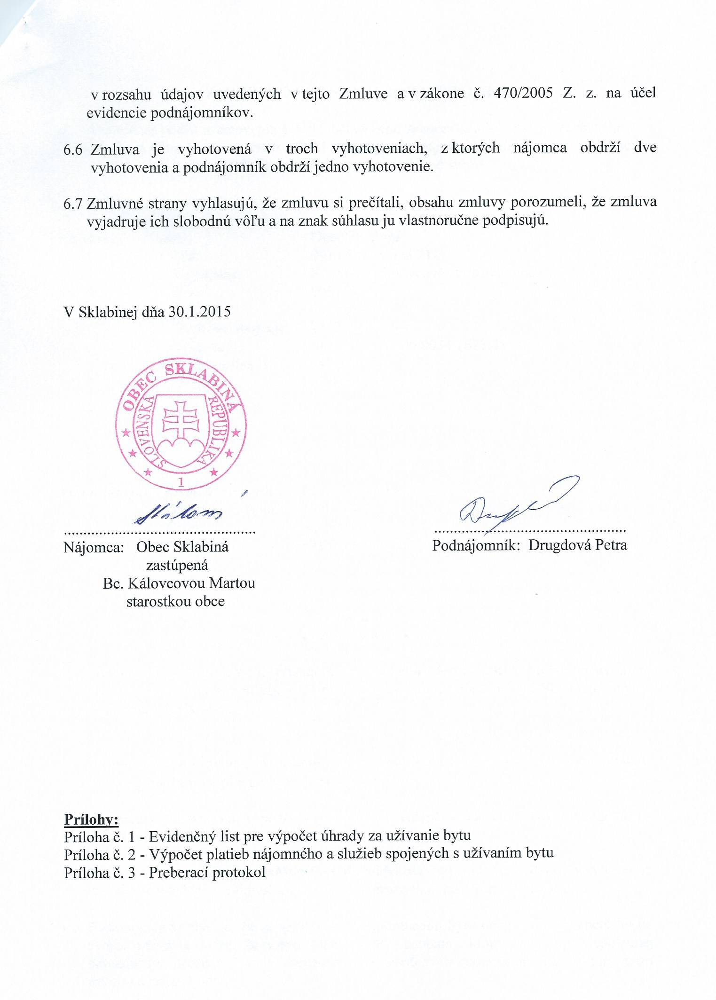 v rozsahu údajov uvedených v tejto Zmluve a v zákone č. 470/2005 Z. z. na účel
evidencie podnájomníkov.
6.6 Zmluva je vyhotovená v troch vyhotoveniach, z ktorých nájomca obdrží dve
vyhotovenia a podnájomník obdrží jedno vyhotovenie.
6.7 Zmluvné strany vyhlasujú, že zmluvu si prečítali, obsahu zmluvy porozumeli, že zmluva
vyjadruje ich slobodnú vôľu a na znak súhlasu ju vlastnoručne podpisujú.
V Sklabinej dňa 30.1.2015
OBEC SKLABINÁ
SLOVENSKÁ REPUBLIKA
1
Nájomca: Obec Sklabiná
zastúpená
Bc. Kálovcovou Martou
starostkou obce
Podnájomník: Drugdová Petra
Prílohy:
Príloha č. 1 - Evidenčný list pre výpočet úhrady za užívanie bytu
Príloha č. 2 - Výpočet platieb nájomného a služieb spojených s užívaním bytu
Príloha č. 3 - Preberací protokol